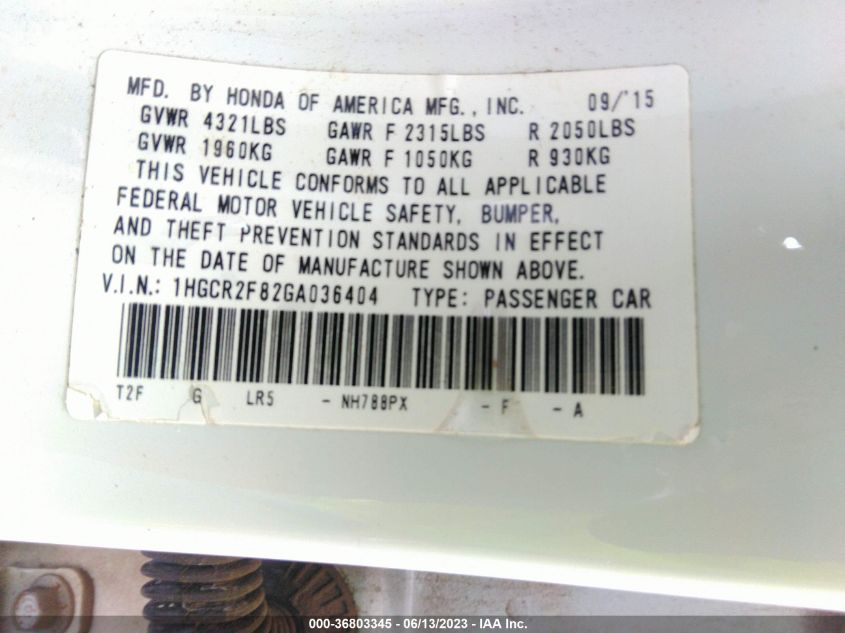 MFD. BY HONDA OF AMERICA MFG., INC. 09/'15
GVWR 4321LBS GAWR F 2315LBS R 2050LBS
GVWR 1960KG GAWR F 1050KG R 930KG
THIS VEHICLE CONFORMS TO ALL APPLICABLE
FEDERAL MOTOR VEHICLE SAFETY, BUMPER,
AND THEFT PREVENTION STANDARDS IN EFFECT
ON THE DATE OF MANUFACTURE SHOWN ABOVE.
V.I.N.: 1HGCR2F82GA036404 TYPE: PASSENGER CAR
T2F G LR5 - NH788PX - F - A
000-36803345 - 06/13/2023 - IAA Inc.